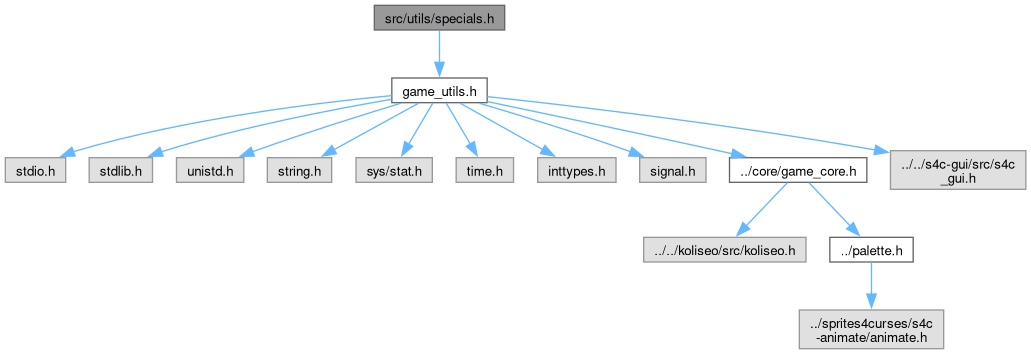 src/utils/specials.h
game_utils.h
stdio.h
stdlib.h
unistd.h
string.h
sys/stat.h
time.h
inttypes.h
signal.h
../core/game_core.h
../../s4c-gui/src/s4c
_gui.h
../../koliseo/src/koliseo.h
../palette.h
../sprites4curses/s4c
-animate/animate.h